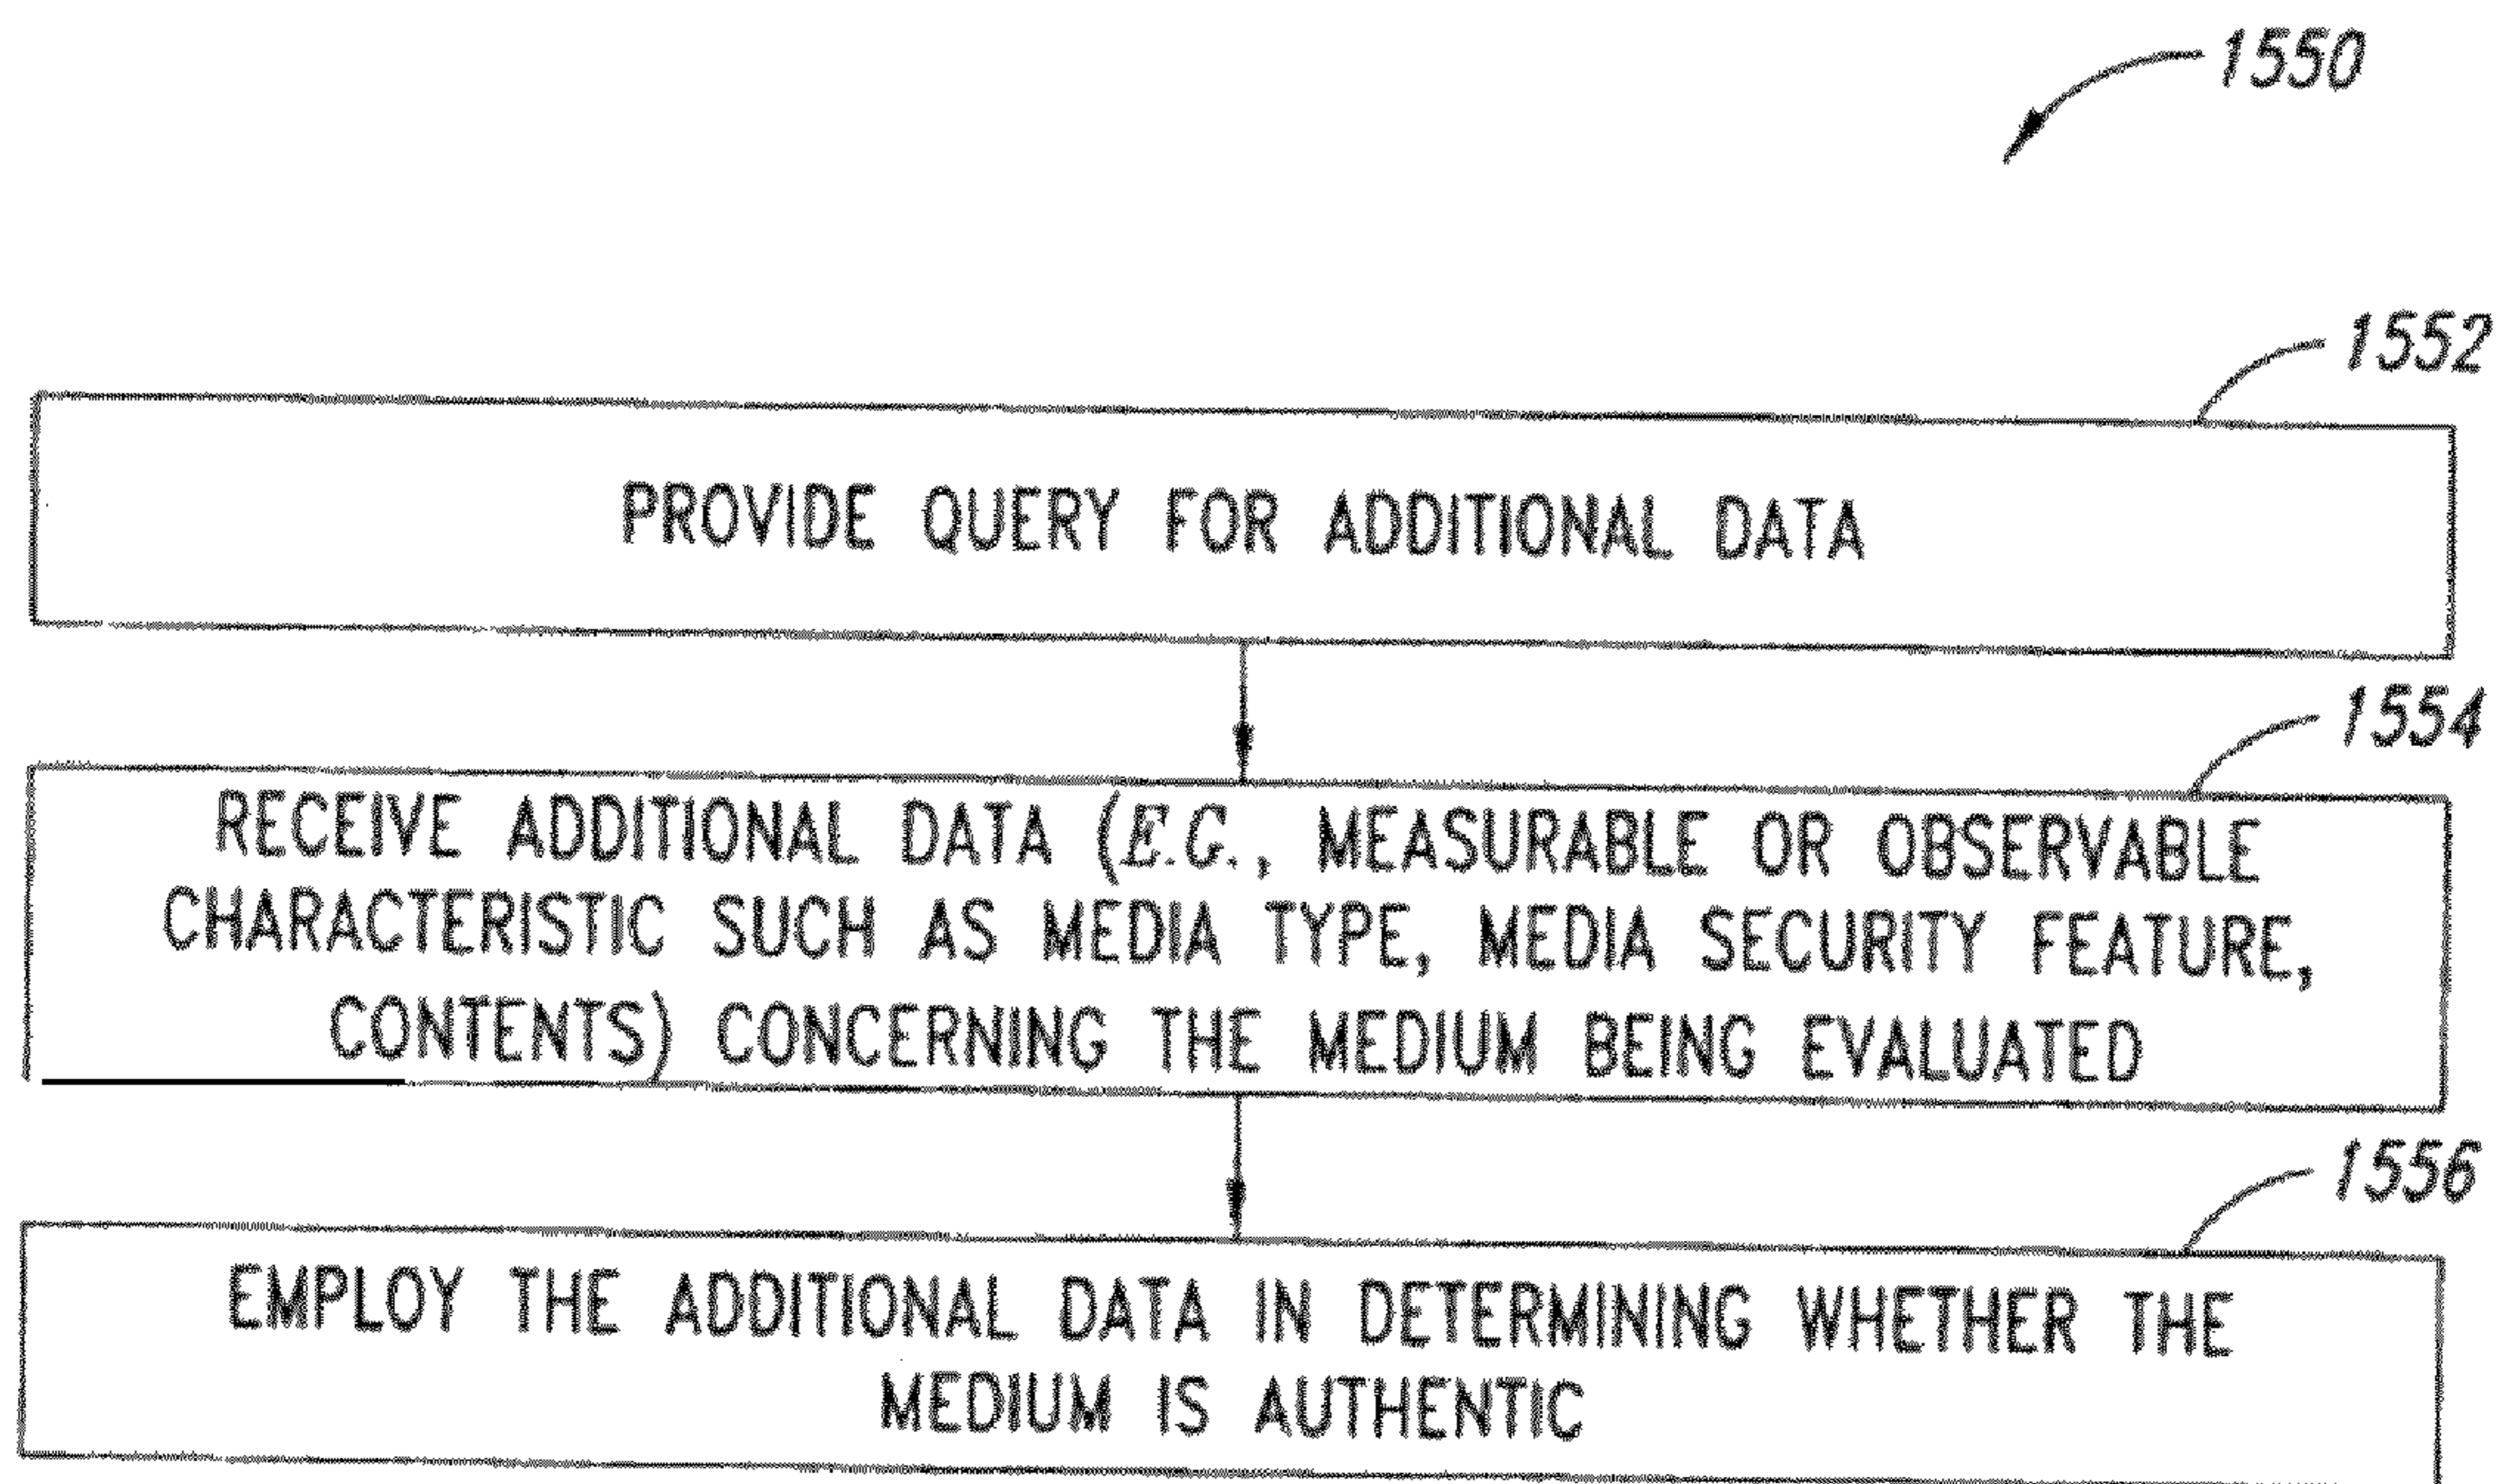 1550
1552
PROVIDE QUERY FOR ADDITIONAL DATA
1554
RECEIVE ADDITIONAL DATA (E.G., MEASURABLE OR OBSERVABLE
CHARACTERISTIC SUCH AS MEDIA TYPE, MEDIA SECURITY FEATURE,
CONTENTS) CONCERNING THE MEDIUM BEING EVALUATED
1556
EMPLOY THE ADDITIONAL DATA IN DETERMINING WHETHER THE
MEDIUM IS AUTHENTIC